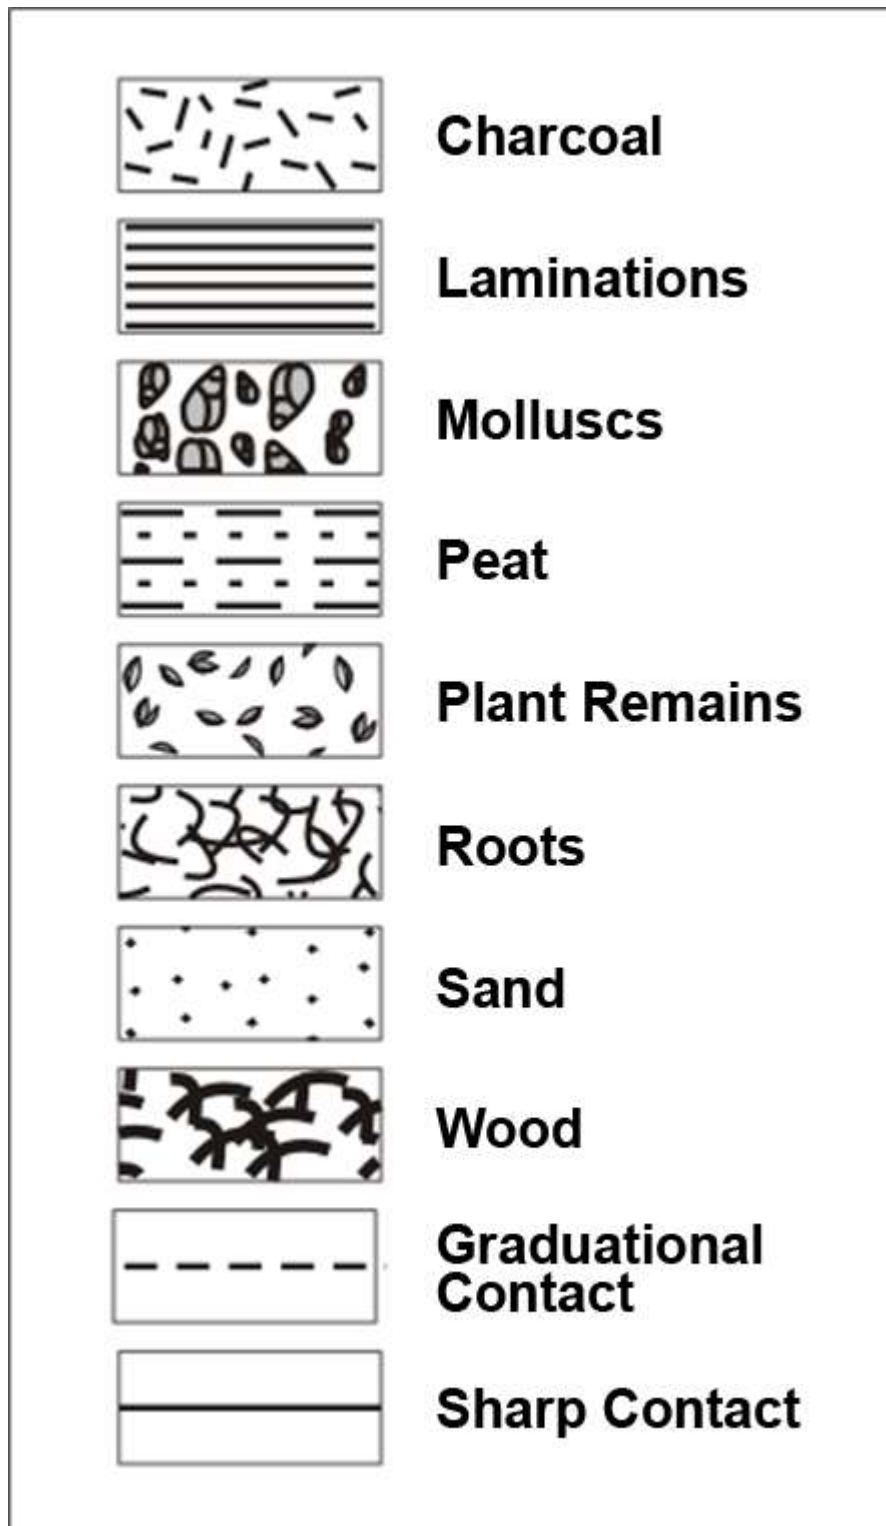 Charcoal
Laminations
Molluscs
Peat
Plant Remains
Roots
Sand
Wood
Graduational
Contact
Sharp Contact